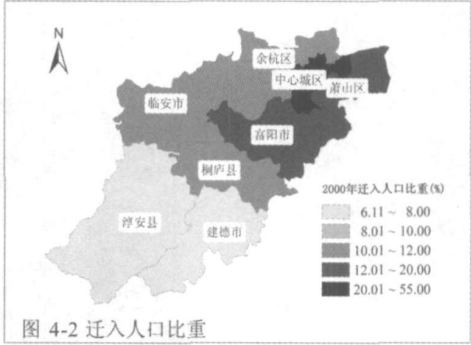 N
余杭区
中心城区
萧山区
临安市
富阳市
桐庐县
淳安县
建德市
2000年迁入人口比重(%)
6.11 ~ 8.00
8.01 ~ 10.00
10.01 ~ 12.00
12.01 ~ 20.00
20.01 ~ 55.00
图 4-2 迁入人口比重